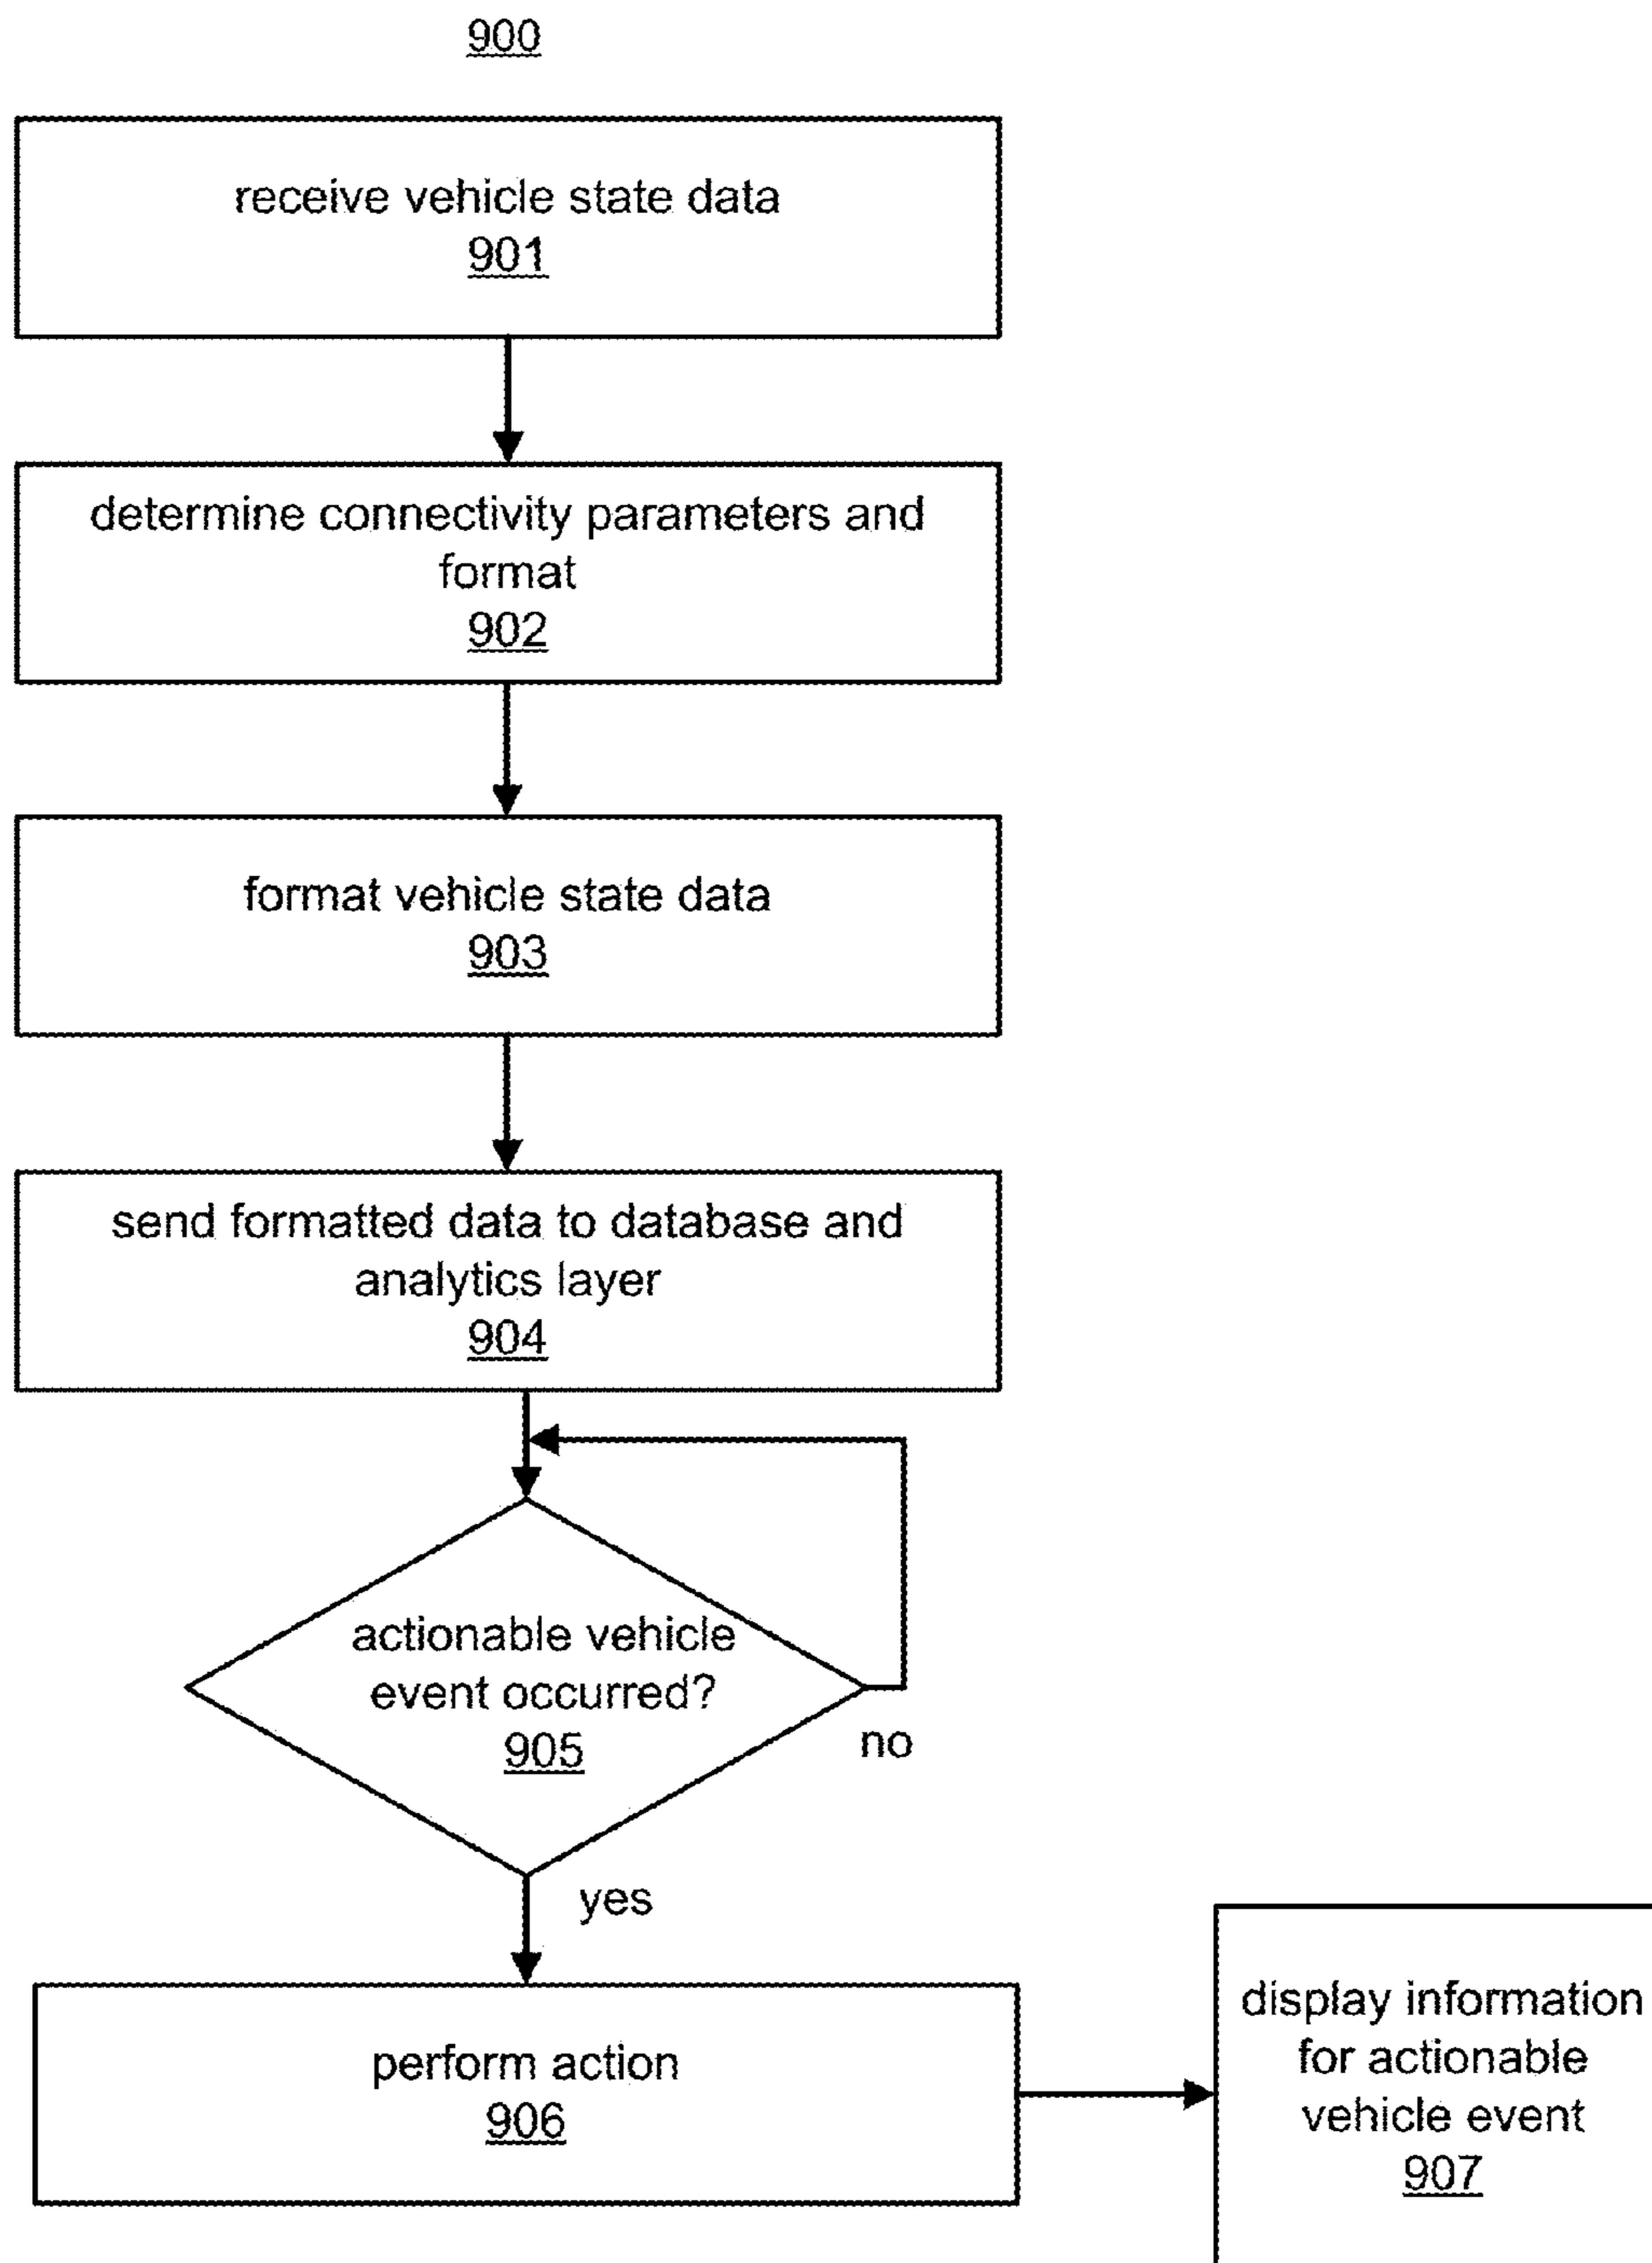 900
receive vehicle state data
901
determine connectivity parameters and
format
902
format vehicle state data
903
send formatted data to database and
analytics layer
904
actionable vehicle
event occurred?
905
no
yes
perform action
906
display information
for actionable
vehicle event
907